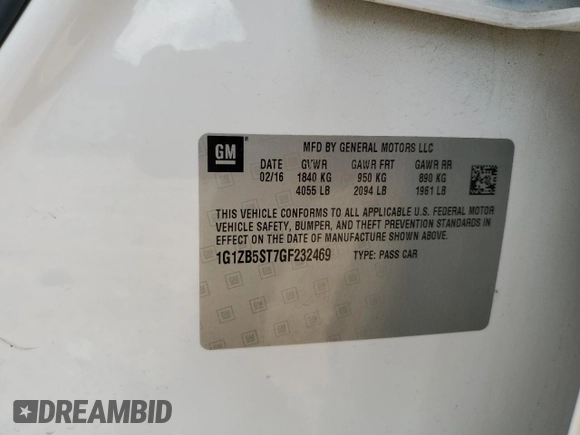 GM
MFD BY GENERAL MOTORS LLC
DATE GVWR GAWR FRT GAWR RR
02/16 1840 KG 950 KG 890 KG
4055 LB 2094 LB 1961 LB
THIS VEHICLE CONFORMS TO ALL APPLICABLE U.S. FEDERAL MOTOR
VEHICLE SAFETY, BUMPER, AND THEFT PREVENTION STANDARDS IN
EFFECT ON THE DATE OF MANUFACTURE SHOWN ABOVE.
1G1ZB5ST7GF232469 TYPE: PASS CAR
DREAMBID